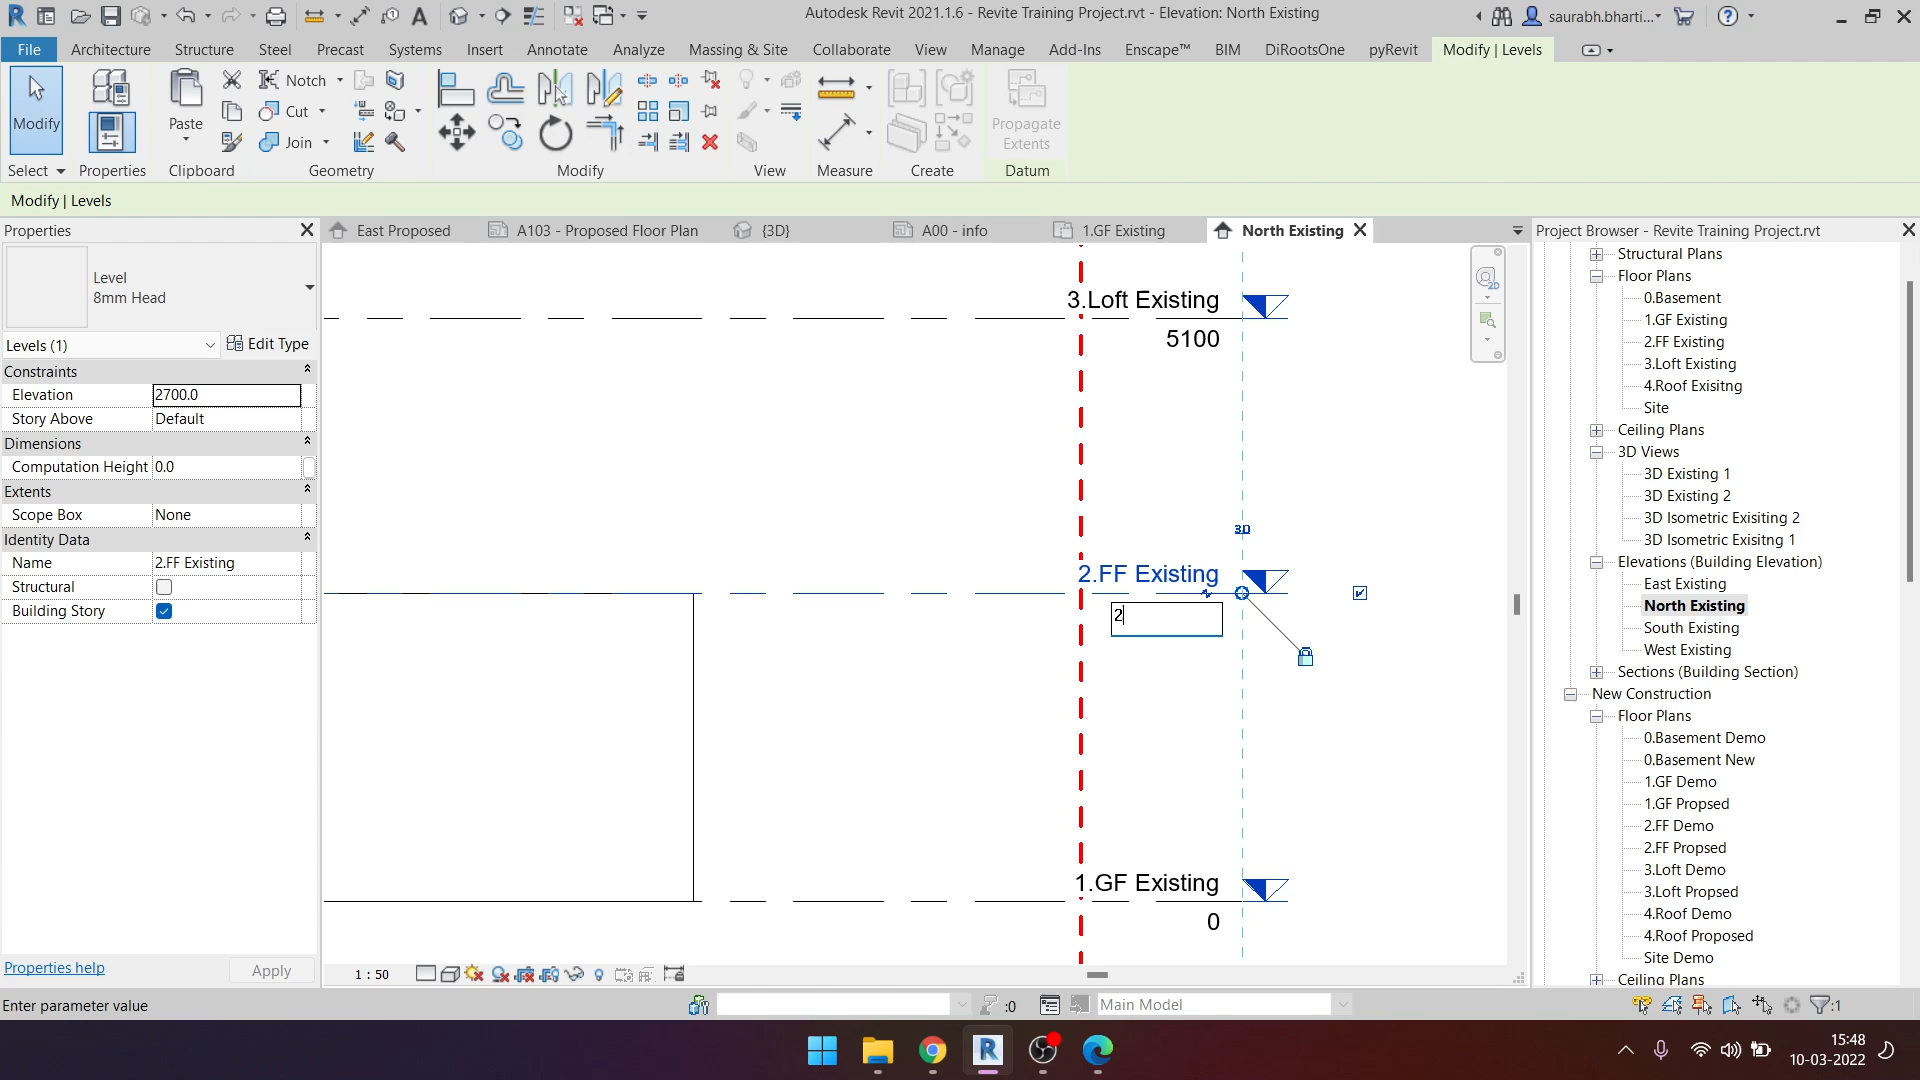 Autodesk Revit 2021.1.6 - Revite Training Project.rvt - Elevation: North Existing
saurabh.bharti...
File Architecture Structure Steel Precast Systems Insert Annotate Analyze Massing & Site Collaborate View Manage Add-Ins Enscape™ BIM DiRootsOne pyRevit Modify | Levels
Modify
Paste
Notch
Cut
Join
Propagate
Extents
Select Properties Clipboard Geometry Modify View Measure Create Datum
Modify | Levels
Properties
Level
8mm Head
Levels (1)
Edit Type
Constraints
Elevation 2700.0
Story Above Default
Dimensions
Computation Height 0.0
Extents
Scope Box None
Identity Data
Name 2.FF Existing
Structural
Building Story
Properties help
Apply
East Proposed
A103 - Proposed Floor Plan
{3D}
A00 - info
1.GF Existing
North Existing
2D
3.Loft Existing
5100
3D
2.FF Existing
2
1.GF Existing
0
1 : 50
Project Browser - Revite Training Project.rvt
Structural Plans
Floor Plans
0.Basement
1.GF Existing
2.FF Existing
3.Loft Existing
4.Roof Exisitng
Site
Ceiling Plans
3D Views
3D Existing 1
3D Existing 2
3D Isometric Exisiting 2
3D Isometric Exisitng 1
Elevations (Building Elevation)
East Existing
North Existing
South Existing
West Existing
Sections (Building Section)
New Construction
Floor Plans
0.Basement Demo
0.Basement New
1.GF Demo
1.GF Propsed
2.FF Demo
2.FF Propsed
3.Loft Demo
3.Loft Propsed
4.Roof Demo
4.Roof Proposed
Site Demo
Ceiling Plans
Enter parameter value
:0
Main Model
:1
15:48
10-03-2022